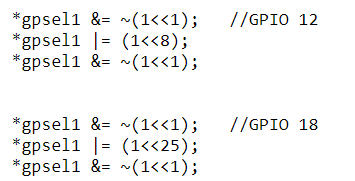 *gpsel1 &= ~(1<<1);   //GPIO 12
*gpsel1 |= (1<<8);
*gpsel1 &= ~(1<<1);
*gpsel1 &= ~(1<<1);   //GPIO 18
*gpsel1 |= (1<<25);
*gpsel1 &= ~(1<<1);